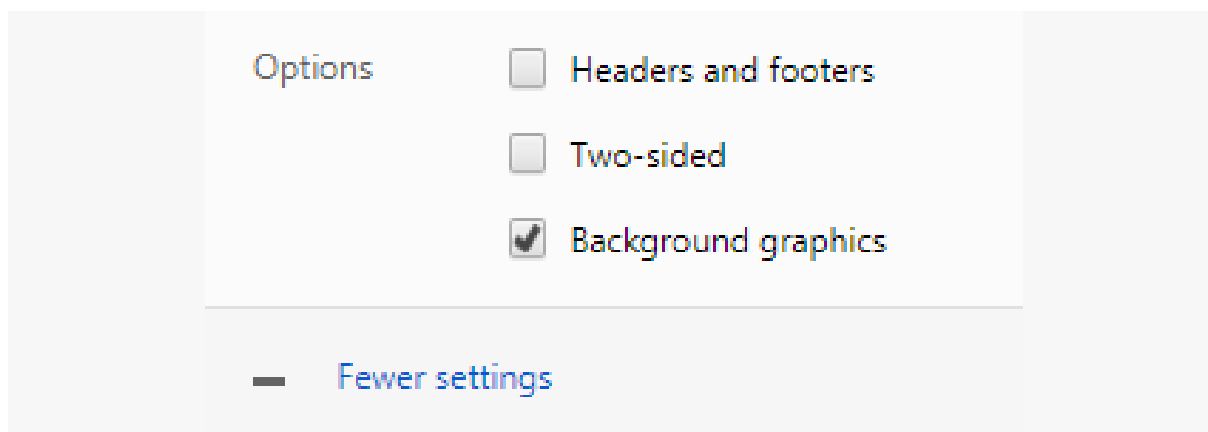 Options
Headers and footers
Two-sided
Background graphics
Fewer settings